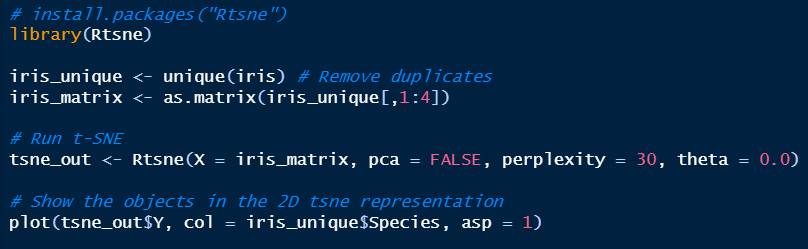 # install.packages("Rtsne")
library(Rtsne)
iris_unique <- unique(iris) # Remove duplicates
iris_matrix <- as.matrix(iris_unique[,1:4])
# Run t-SNE
tsne_out <- Rtsne(X = iris_matrix, pca = FALSE, perplexity = 30, theta = 0.0)
# Show the objects in the 2D tsne representation
plot(tsne_out$Y, col = iris_unique$Species, asp = 1)